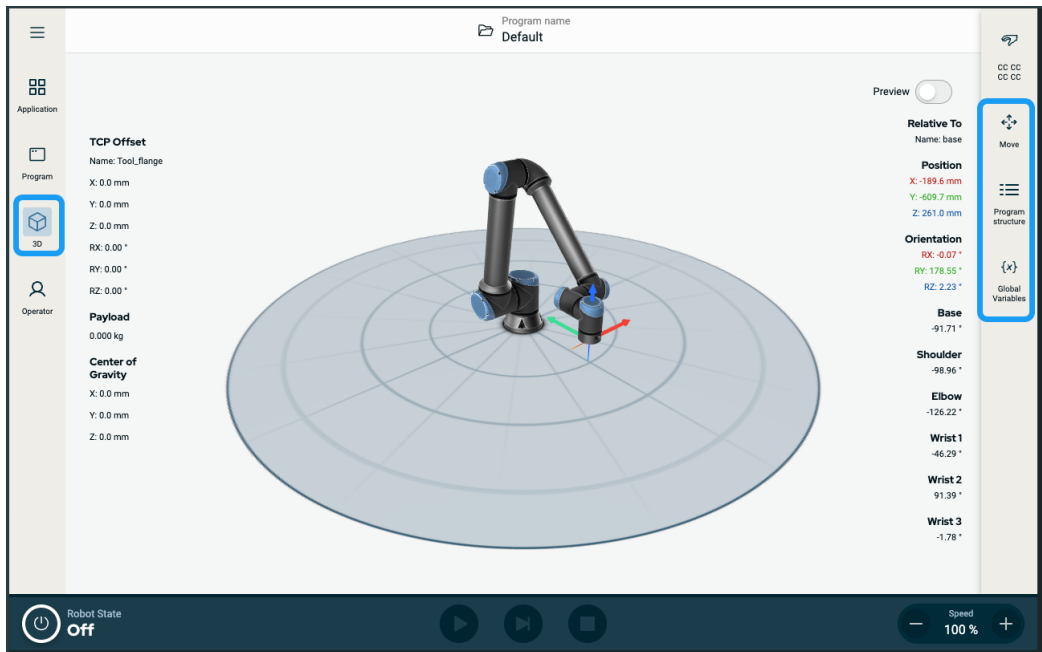 Program name
Default
Application
Program
3D
Operator
TCP Offset
Name: Tool_flange
X: 0.0 mm
Y: 0.0 mm
Z: 0.0 mm
RX: 0.00 °
RY: 0.00 °
RZ: 0.00 °
Payload
0.000 kg
Center of
Gravity
X: 0.0 mm
Y: 0.0 mm
Z: 0.0 mm
Preview
Relative To
Name: base
Position
X: -189.6 mm
Y: -609.7 mm
Z: 261.0 mm
Orientation
RX: -0.07 °
RY: 178.55 °
RZ: 2.23 °
Base
-91.71 °
Shoulder
-98.96 °
Elbow
-126.22 °
Wrist 1
-46.29 °
Wrist 2
91.39 °
Wrist 3
-1.78 °
CC CC
CC CC
Move
Program
structure
{x}
Global
Variables
Robot State
Off
Speed
100 %